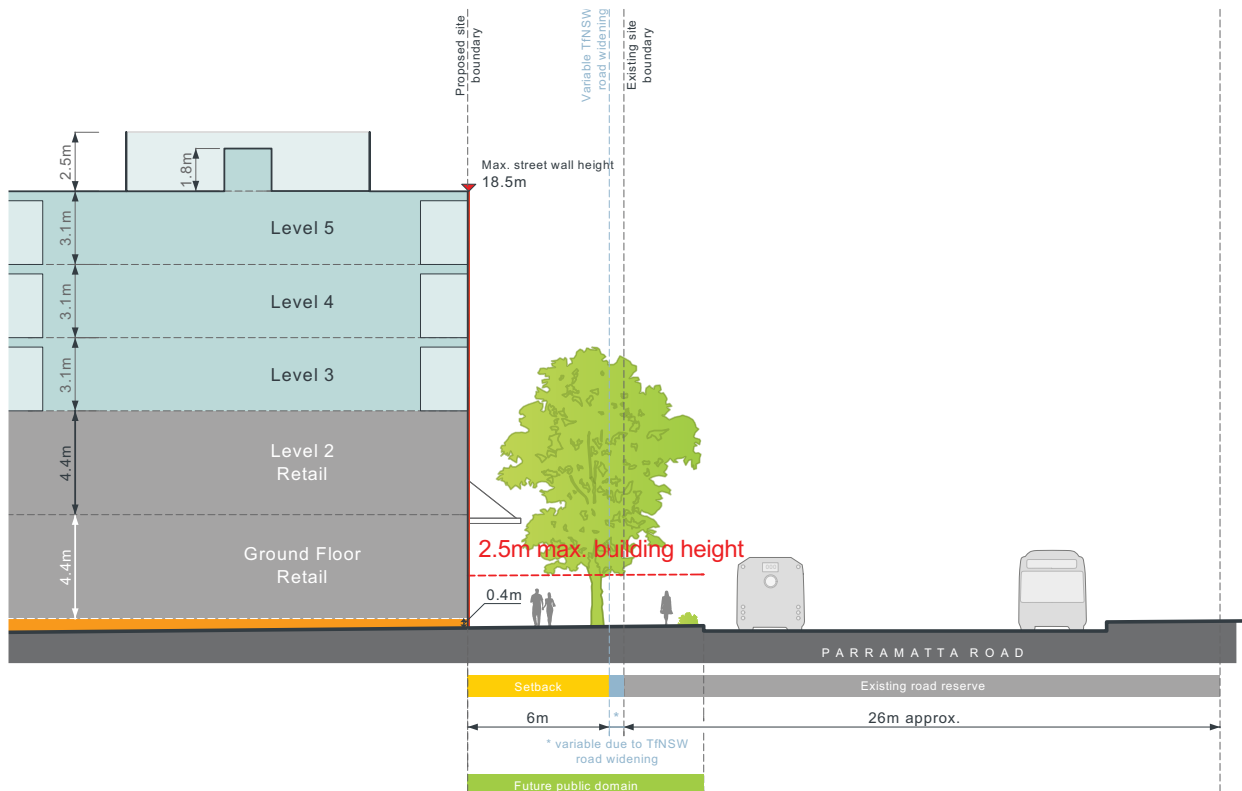 Proposed site
boundary
Variable TfNSW
road widening
Existing site
boundary
2.5m
1.8m
Max. street wall height
18.5m
3.1m
Level 5
3.1m
Level 4
3.1m
Level 3
4.4m
Level 2
Retail
4.4m
Ground Floor
Retail
2.5m max. building height
0.4m
PARRAMATTA ROAD
Setback
Existing road reserve
6m
*
26m approx.
* variable due to TfNSW
road widening
Future public domain